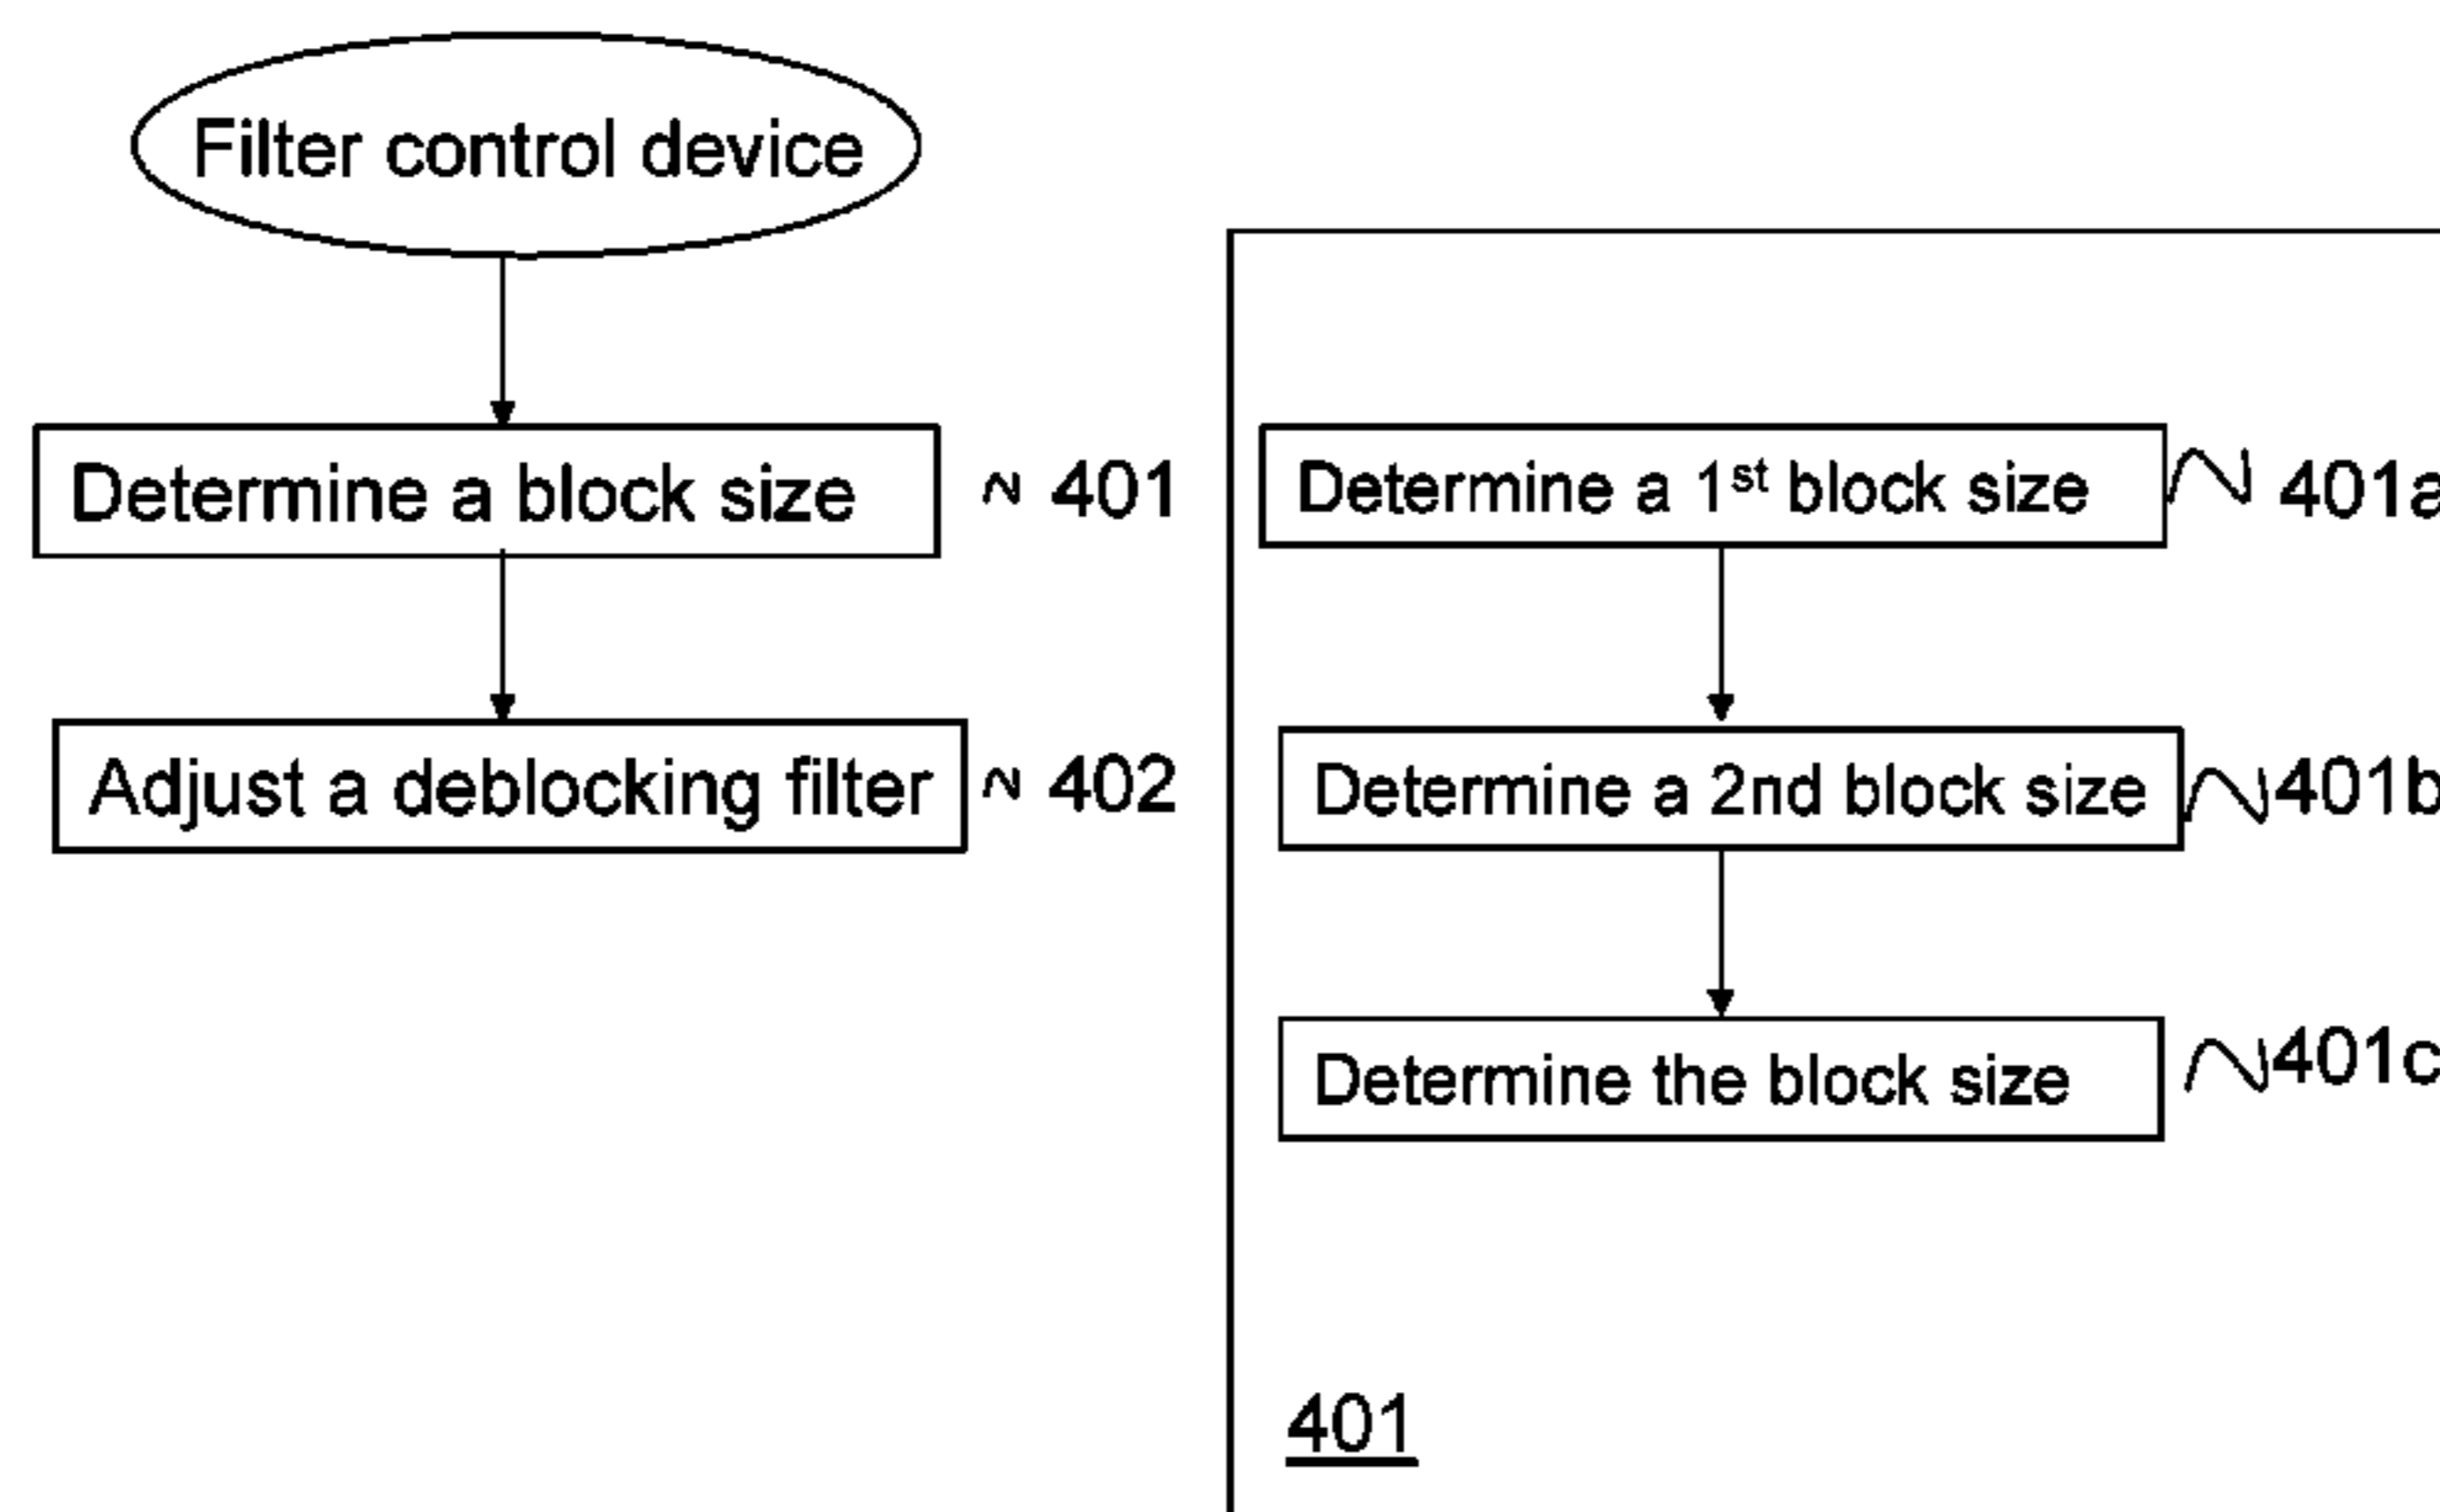 Filter control device
Determine a block size
401
Adjust a deblocking filter
402
Determine a 1st block size
401a
Determine a 2nd block size
401b
Determine the block size
401c
401